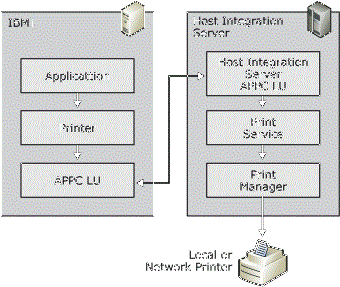 IBM i
Application
Printer
APPC LU
Host Integration
Server
Host Integration
Server
APPC LU
Print
Service
Print
Manager
Local or
Network Printer